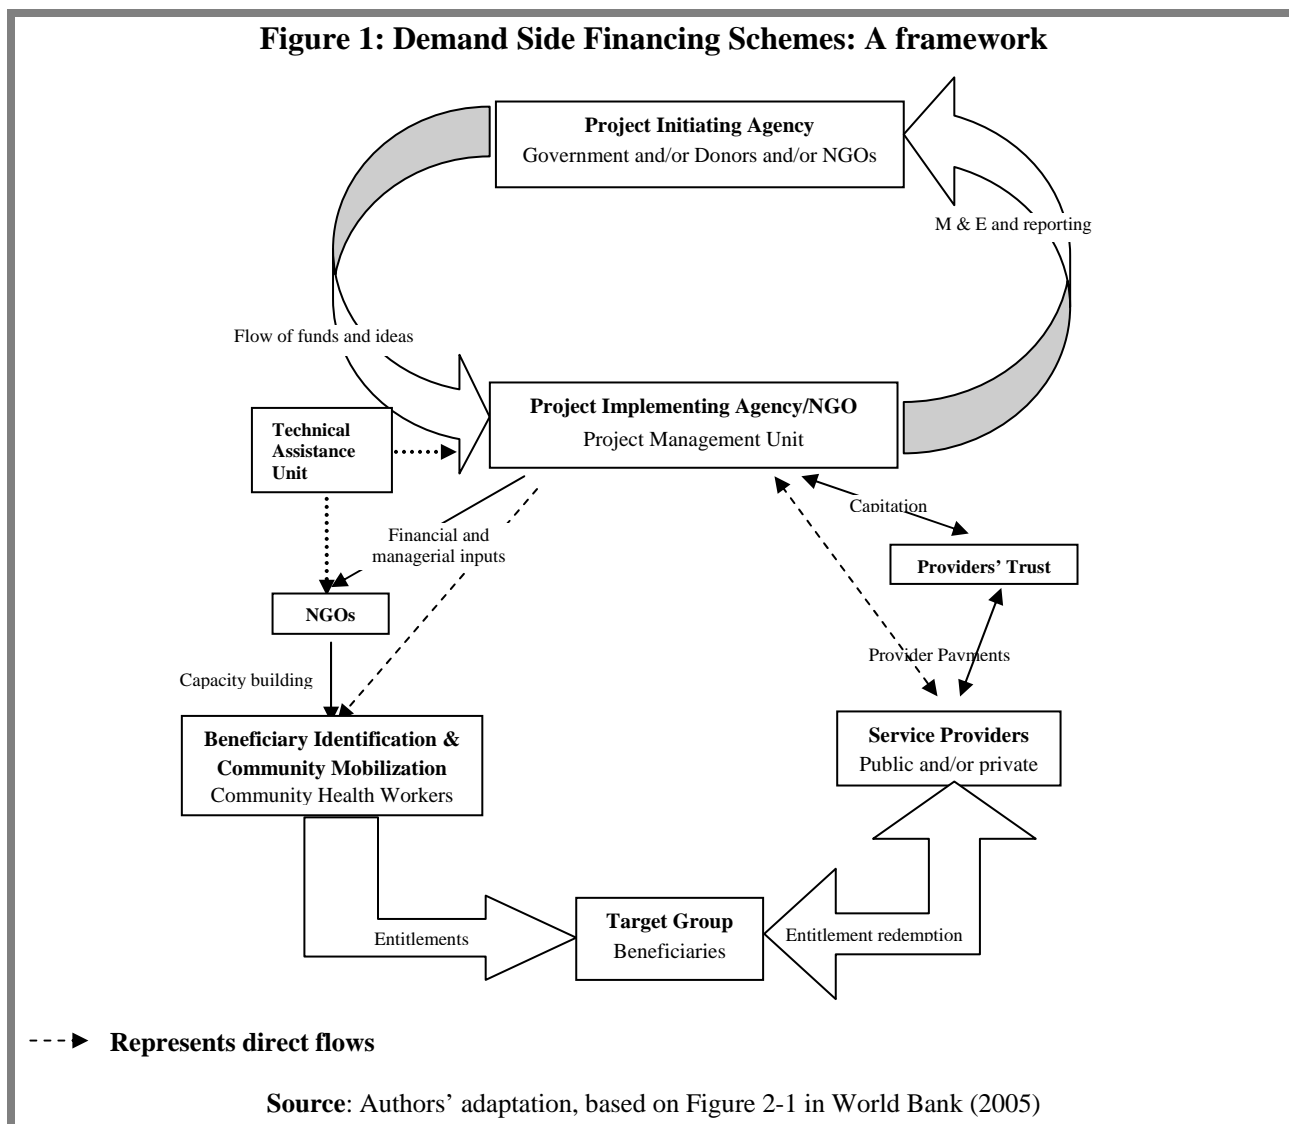 Figure 1: Demand Side Financing Schemes: A framework
Project Initiating Agency
Government and/or Donors and/or NGOs
M & E and reporting
Flow of funds and ideas
Project Implementing Agency/NGO
Project Management Unit
Technical
Assistance
Unit
Capitation
Financial and
managerial inputs
Providers’ Trust
NGOs
Provider Payments
Capacity building
Beneficiary Identification &
Community Mobilization
Community Health Workers
Service Providers
Public and/or private
Target Group
Beneficiaries
Entitlements
Entitlement redemption
Represents direct flows
Source: Authors’ adaptation, based on Figure 2-1 in World Bank (2005)